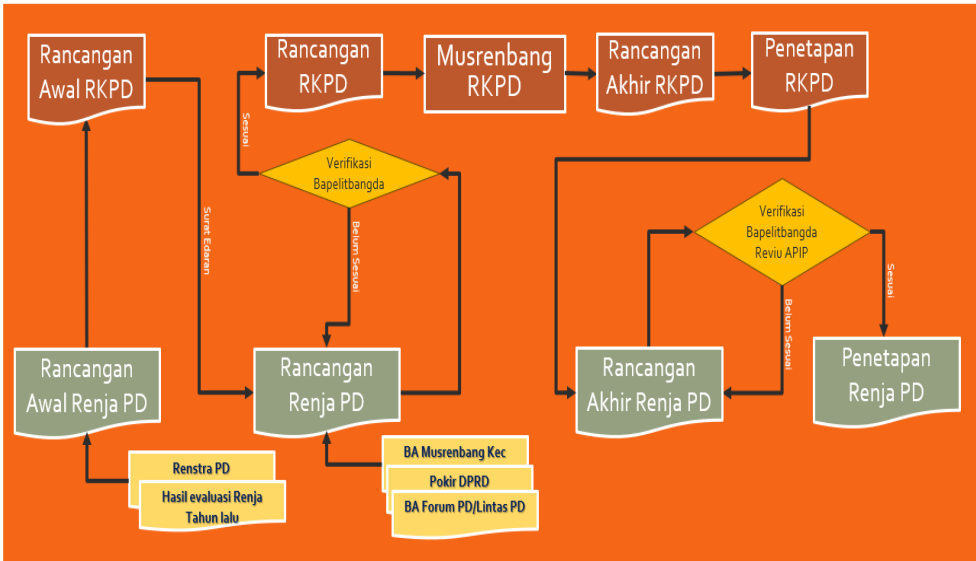 Rancangan
Awal RKPD
Rancangan
RKPD
Musrenbang
RKPD
Rancangan
Akhir RKPD
Penetapan
RKPD
Sesuai
Verifikasi
Bapelitbangda
Surat Edaran
Belum Sesuai
Verifikasi
Bapelitbangda
Reviu APIP
Sesuai
Belum Sesuai
Rancangan
Awal Renja PD
Rancangan
Renja PD
Rancangan
Akhir Renja PD
Penetapan
Renja PD
Renstra PD
Hasil evaluasi Renja
Tahun lalu
BA Musrenbang Kec
Pokir DPRD
BA Forum PD/Lintas PD